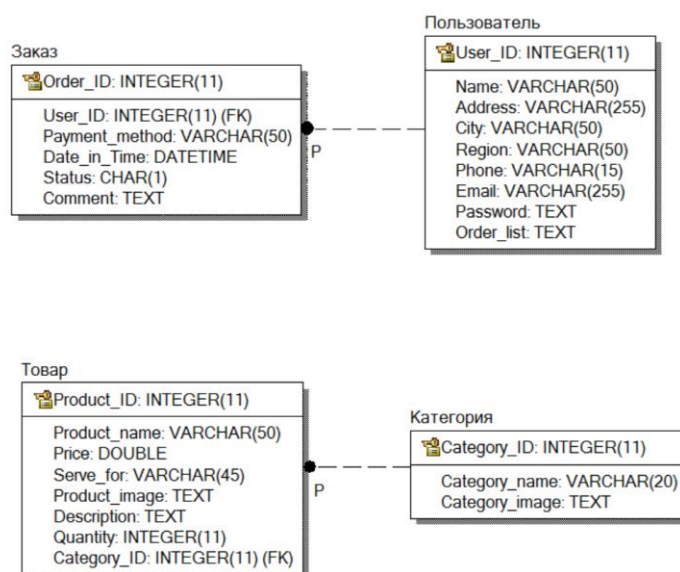 Заказ
Order_ID: INTEGER(11)
User_ID: INTEGER(11) (FK)
Payment_method: VARCHAR(50)
Date_in_Time: DATETIME
Status: CHAR(1)
Comment: TEXT
P
Пользователь
User_ID: INTEGER(11)
Name: VARCHAR(50)
Address: VARCHAR(255)
City: VARCHAR(50)
Region: VARCHAR(50)
Phone: VARCHAR(15)
Email: VARCHAR(255)
Password: TEXT
Order_list: TEXT
Товар
Product_ID: INTEGER(11)
Product_name: VARCHAR(50)
Price: DOUBLE
Serve_for: VARCHAR(45)
Product_image: TEXT
Description: TEXT
Quantity: INTEGER(11)
Category_ID: INTEGER(11) (FK)
P
Категория
Category_ID: INTEGER(11)
Category_name: VARCHAR(20)
Category_image: TEXT